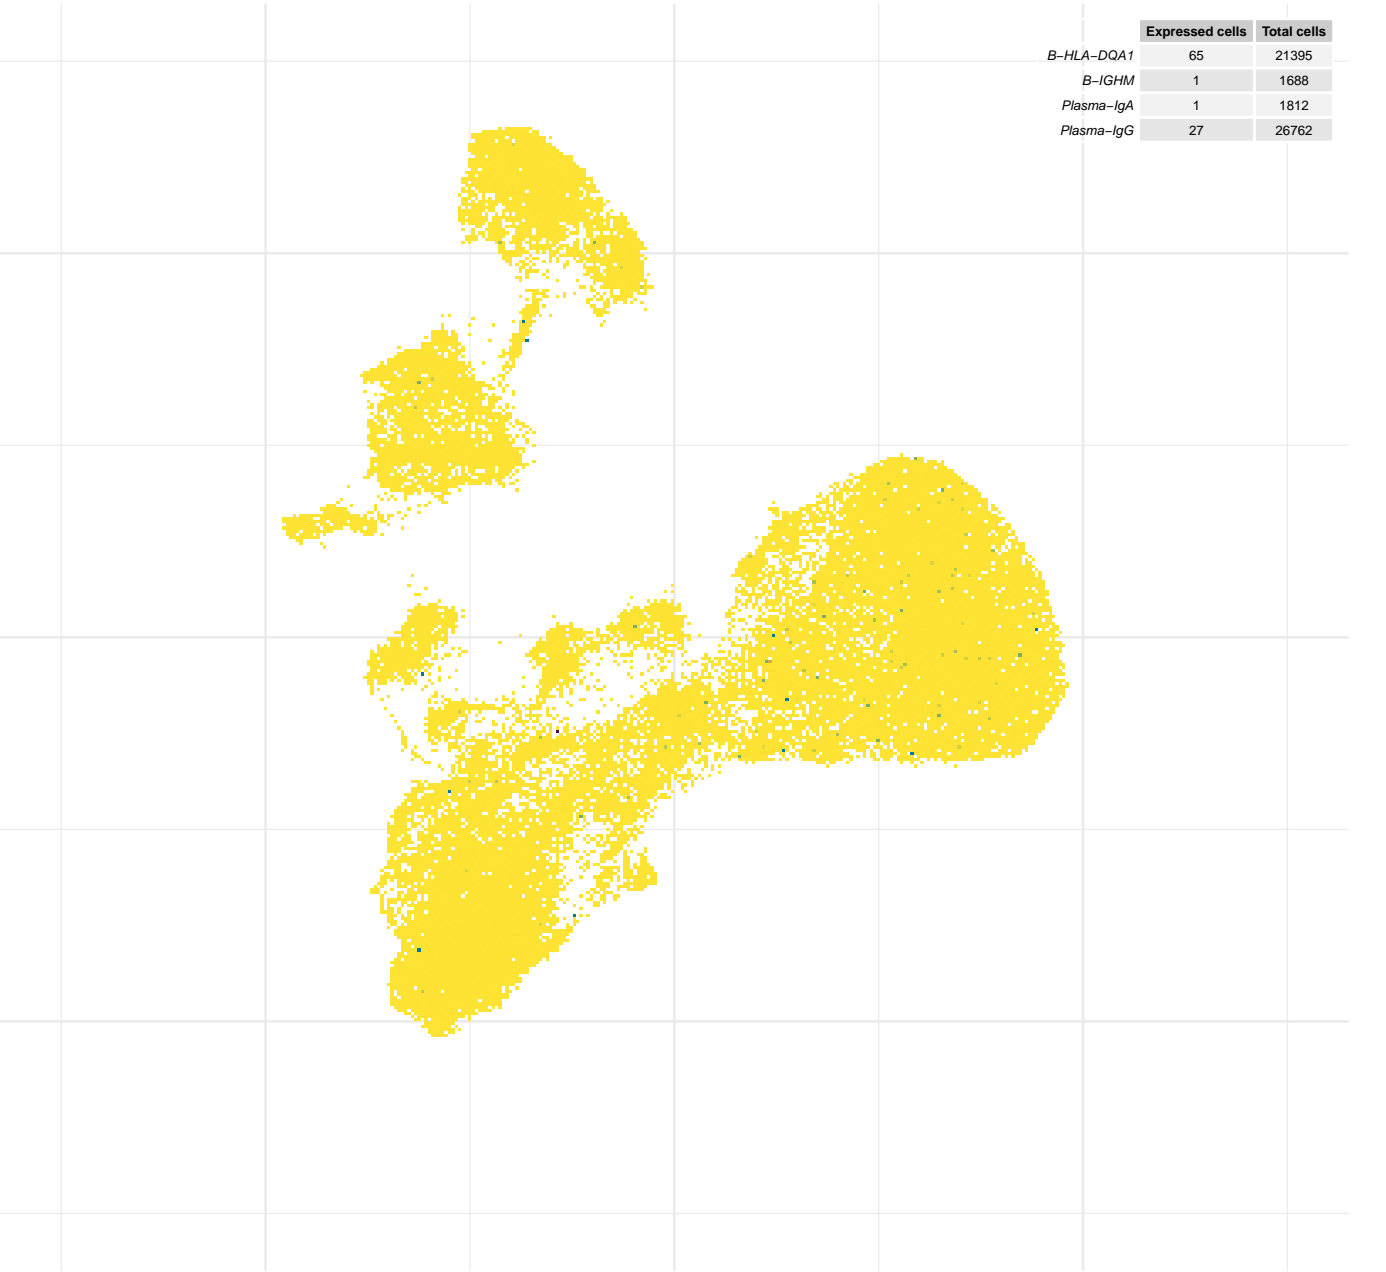 Expressed cells Total cells
B−HLA−DQA1 65 21395
B−IGHM 1 1688
Plasma−IgA 1 1812
Plasma−IgG 27 26762